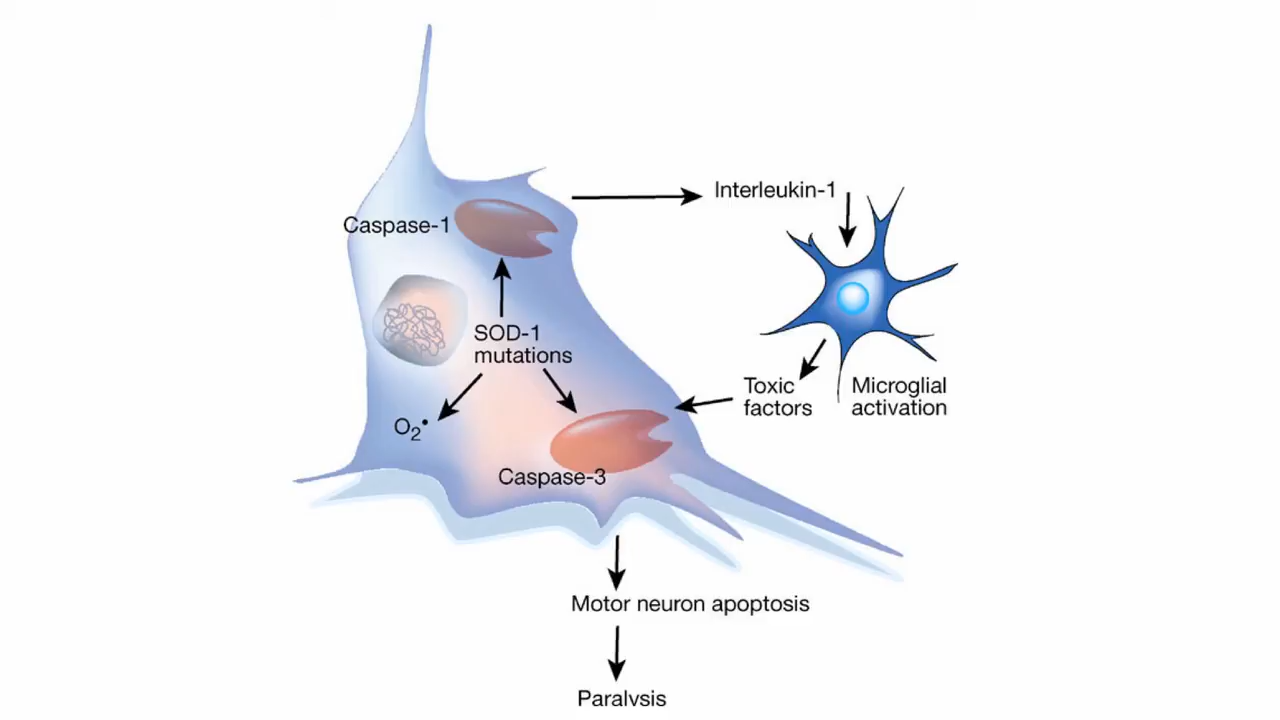 Interleukin-1
Caspase-1
SOD-1
mutations
O₂•
Toxic
factors
Microglial
activation
Caspase-3
Motor neuron apoptosis
Paralysis